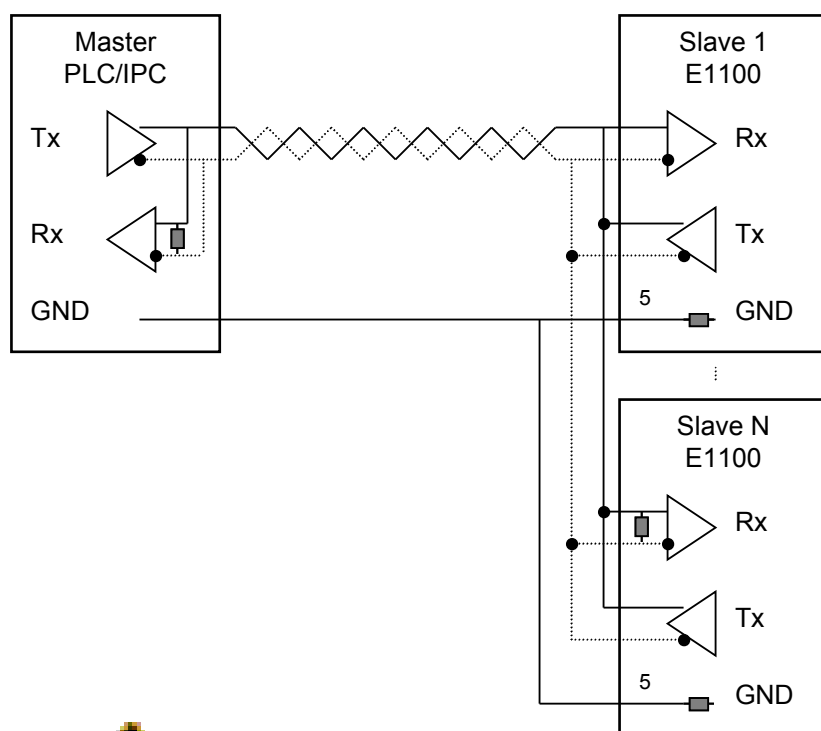 Master
PLC/IPC
Tx
Rx
GND
Slave 1
E1100
Rx
Tx
5
GND
Slave N
E1100
Rx
Tx
5
GND